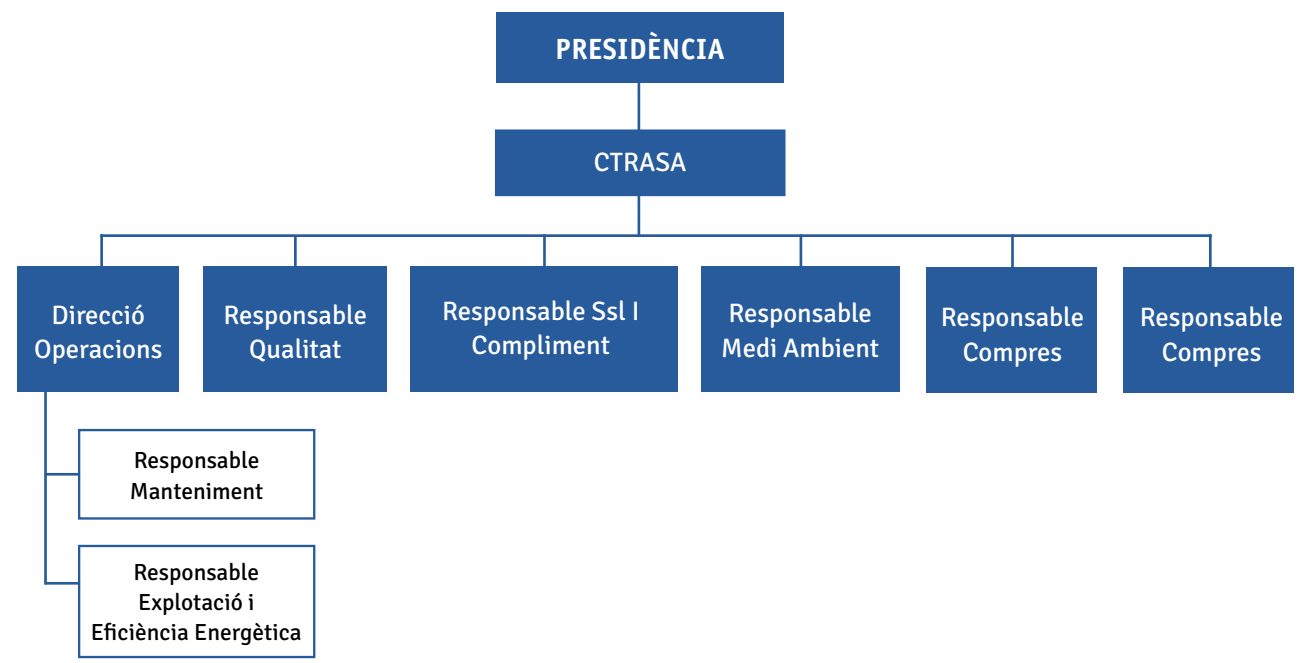 PRESIDÈNCIA
CTRASA
Direcció
Operacions
Responsable
Qualitat
Responsable Ssl I
Compliment
Responsable
Medi Ambient
Responsable
Compres
Responsable
Compres
Responsable
Manteniment
Responsable
Explotació i
Eficiència Energètica